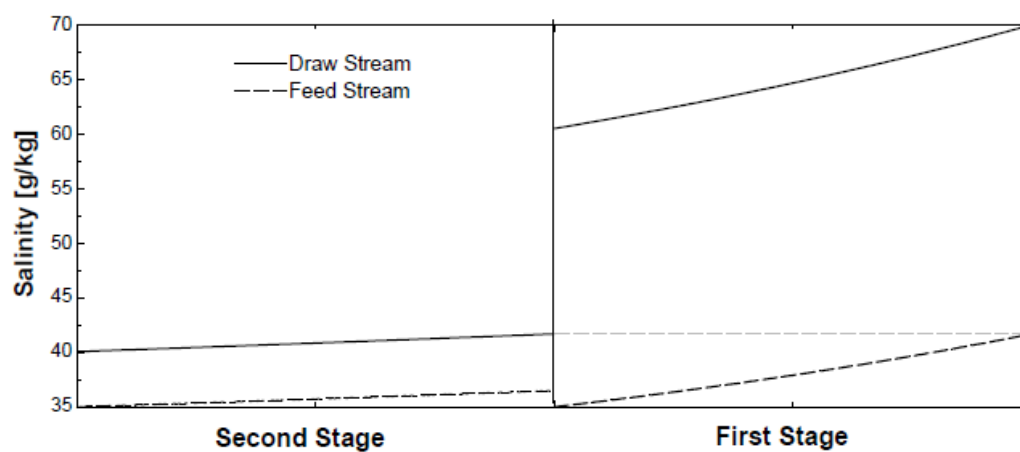 70
65
60
55
50
45
40
35
Salinity [g/kg]
Draw Stream
Feed Stream
Second Stage
First Stage